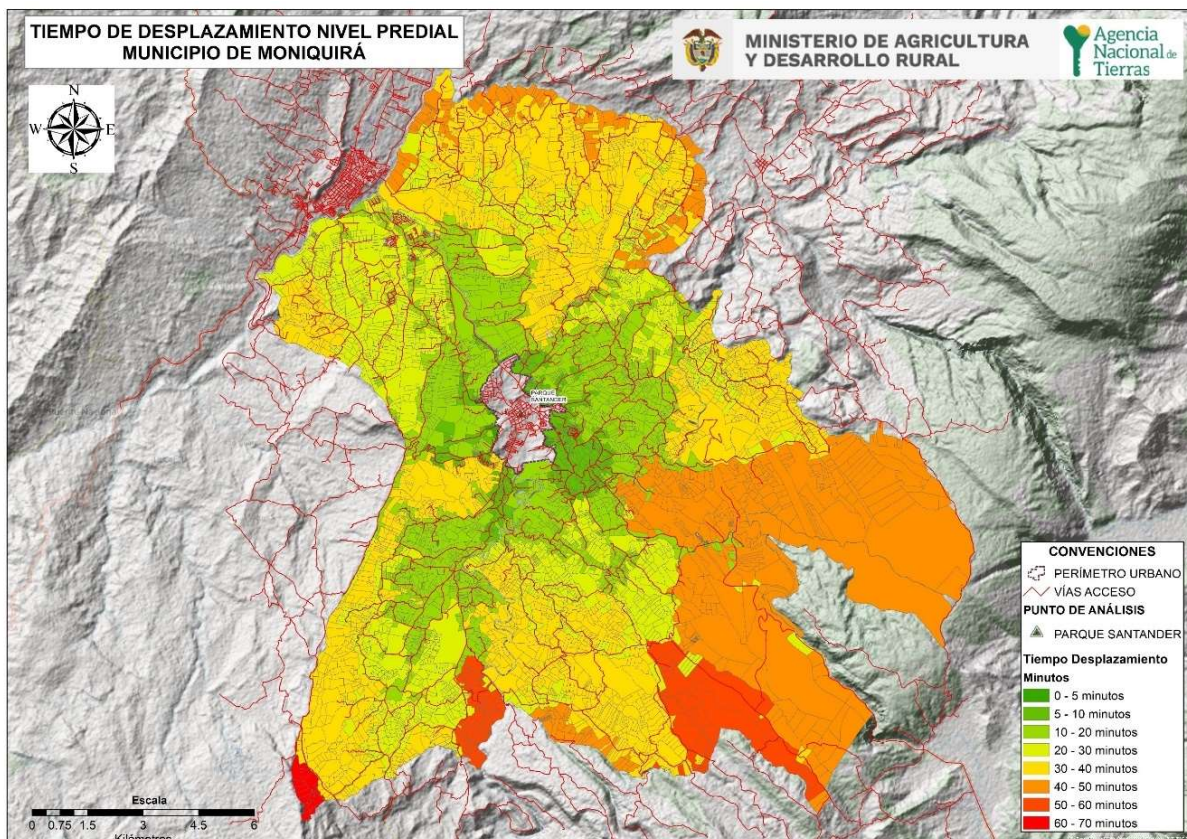 TIEMPO DE DESPLAZAMIENTO NIVEL PREDIAL
MUNICIPIO DE MONIQUIRÁ
MINISTERIO DE AGRICULTURA
Y DESARROLLO RURAL
Agencia
Nacional de
Tierras
N
W E
S
PARQUE
SANTANDER
CONVENCIONES
PERÍMETRO URBANO
VÍAS ACCESO
PUNTO DE ANÁLISIS
PARQUE SANTANDER
Tiempo Desplazamiento
Minutos
0 - 5 minutos
5 - 10 minutos
10 - 20 minutos
20 - 30 minutos
30 - 40 minutos
40 - 50 minutos
50 - 60 minutos
60 - 70 minutos
Escala
0 0.75 1.5 3 4.5 6
Kilómetros